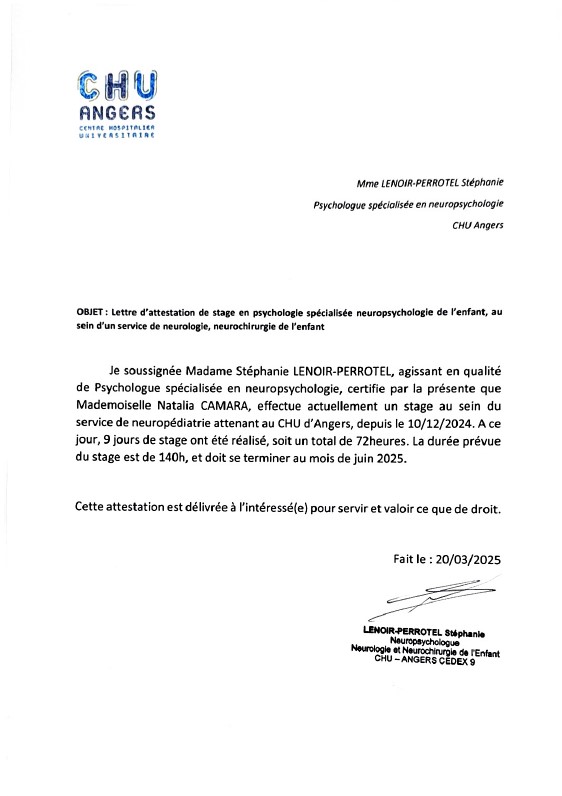 CHU
ANGERS
CENTRE HOSPITALIER
UNIVERSITAIRE
Mme LENOIR-PERROTEL Stéphanie
Psychologue spécialisée en neuropsychologie
CHU Angers
OBJET : Lettre d'attestation de stage en psychologie spécialisée neuropsychologie de l'enfant, au
sein d'un service de neurologie, neurochirurgie de l'enfant
Je soussignée Madame Stéphanie LENOIR-PERROTEL, agissant en qualité
de Psychologue spécialisée en neuropsychologie, certifie par la présente que
Mademoiselle Natalia CAMARA, effectue actuellement un stage au sein du
service de neuropédiatrie attenant au CHU d'Angers, depuis le 10/12/2024. A ce
jour, 9 jours de stage ont été réalisé, soit un total de 72heures. La durée prévue
du stage est de 140h, et doit se terminer au mois de juin 2025.
Cette attestation est délivrée à l'intéressé(e) pour servir et valoir ce que de droit.
Fait le : 20/03/2025
LENOIR-PERROTEL Stéphanie
Neuropsychologue
Neurologie et Neurochirurgie de l'Enfant
CHU – ANGERS CEDEX 9